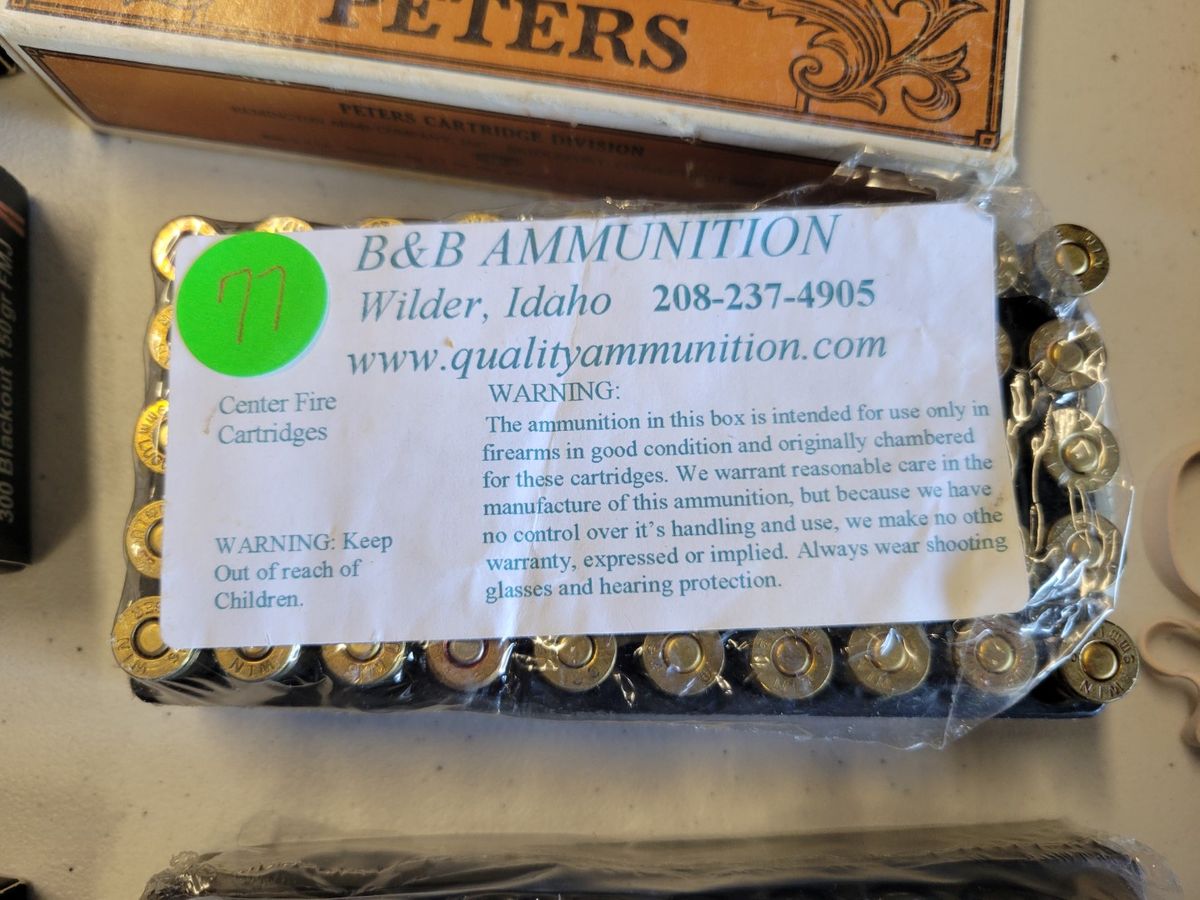 PETERS
PETERS CARTRIDGE DIVISION
300 Blackout 150gr FMJ
77
B&B AMMUNITION
Wilder, Idaho 208-237-4905
www.qualityammunition.com
Center Fire
Cartridges
WARNING: Keep
Out of reach of
Children.
WARNING:
The ammunition in this box is intended for use only in
firearms in good condition and originally chambered
for these cartridges. We warrant reasonable care in the
manufacture of this ammunition, but because we have
no control over it's handling and use, we make no othe
warranty, expressed or implied. Always wear shooting
glasses and hearing protection.
WIN
WIN
WIN